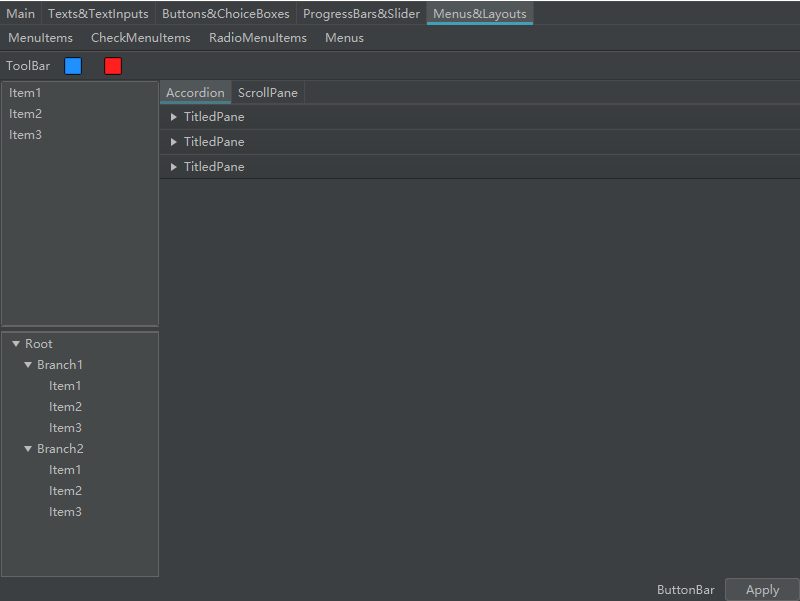 Main Texts&TextInputs Buttons&ChoiceBoxes ProgressBars&Slider Menus&Layouts
MenuItems CheckMenuItems RadioMenuItems Menus
ToolBar
Item1
Item2
Item3
Accordion ScrollPane
TitledPane
TitledPane
TitledPane
Root
Branch1
Item1
Item2
Item3
Branch2
Item1
Item2
Item3
ButtonBar Apply